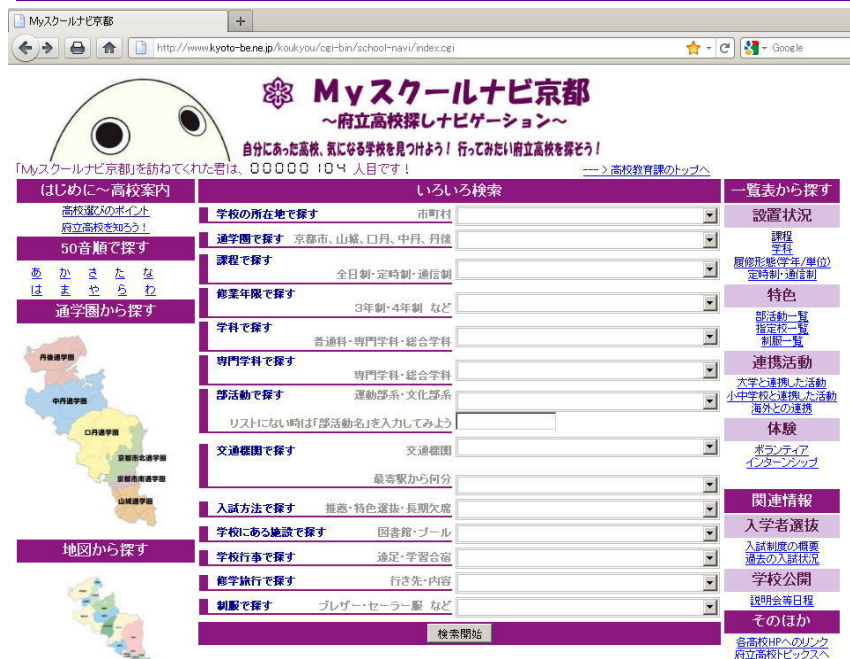 Myスクールナビ京都
http://www.kyoto-be.ne.jp/koukyou/cgi-bin/school-navi/index.cgi
Google
Myスクールナビ京都
～府立高校探しナビゲーション～
自分にあった高校、気になる学校を見つけよう！ 行ってみたい府立高校を探そう！
「Myスクールナビ京都」を訪ねてくれた君は、00000104 人目です！
---＞高校教育課のトップへ
はじめに～高校案内
高校選びのポイント
府立高校を知ろう！
50音順で探す
あ か さ た な
は ま や ら わ
通学圏から探す
丹後通学圏
中丹通学圏
口丹通学圏
京都市北通学圏
京都市南通学圏
山城通学圏
地図から探す
いろいろ検索
学校の所在地で探す 市町村
通学圏で探す 京都市、山城、口丹、中丹、丹後
課程で探す
全日制・定時制・通信制
修業年限で探す
3年制・4年制 など
学科で探す
普通科・専門学科・総合学科
専門学科で探す
専門学科・総合学科
部活動で探す 運動部系・文化部系
リストにない時は「部活動名」を入力してみよう
交通機関で探す 交通機関
最寄駅から何分
入試方法で探す 推薦・特色選抜・長期欠席
学校にある施設で探す 図書館・プール
学校行事で探す 遠足・学習合宿
修学旅行で探す 行き先・内容
制服で探す ブレザー・セーラー服 など
検索開始
一覧表から探す
設置状況
課程
学科
履修形態(学年/単位)
定時制・通信制
特色
部活動一覧
指定校一覧
制服一覧
連携活動
大学と連携した活動
小中学校と連携した活動
海外との連携
体験
ボランティア
インターンシップ
関連情報
入学者選抜
入試制度の概要
過去の入試状況
学校公開
説明会等日程
そのほか
各高校HPへのリンク
府立高校トピックスへ